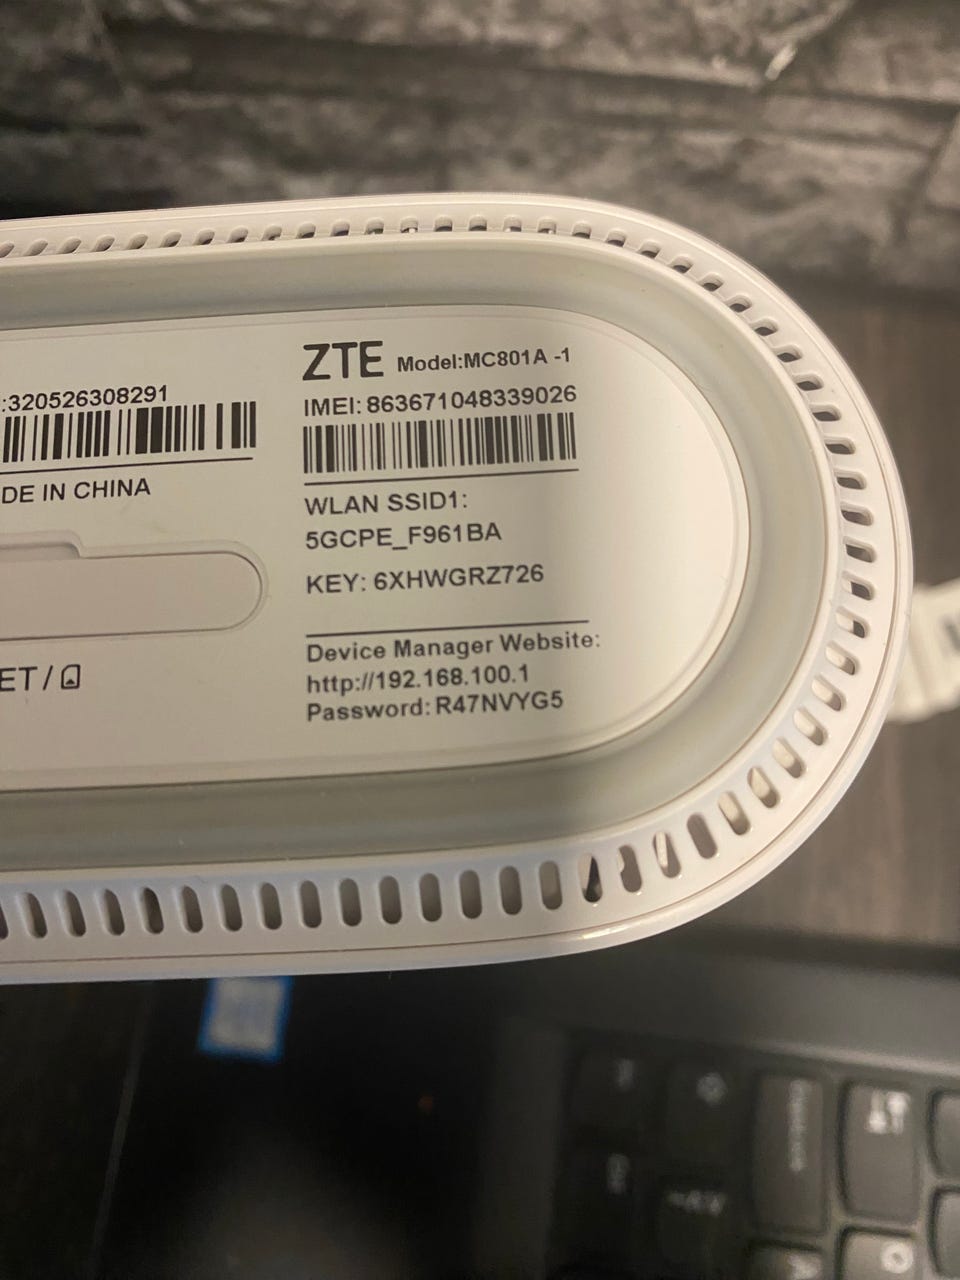 :320526308291
DE IN CHINA
ET/
ZTE Model:MC801A -1
IMEI: 863671048339026
WLAN SSID1:
5GCPE_F961BA
KEY: 6XHWGRZ726
Device Manager Website:
http://192.168.100.1
Password: R47NVYG5